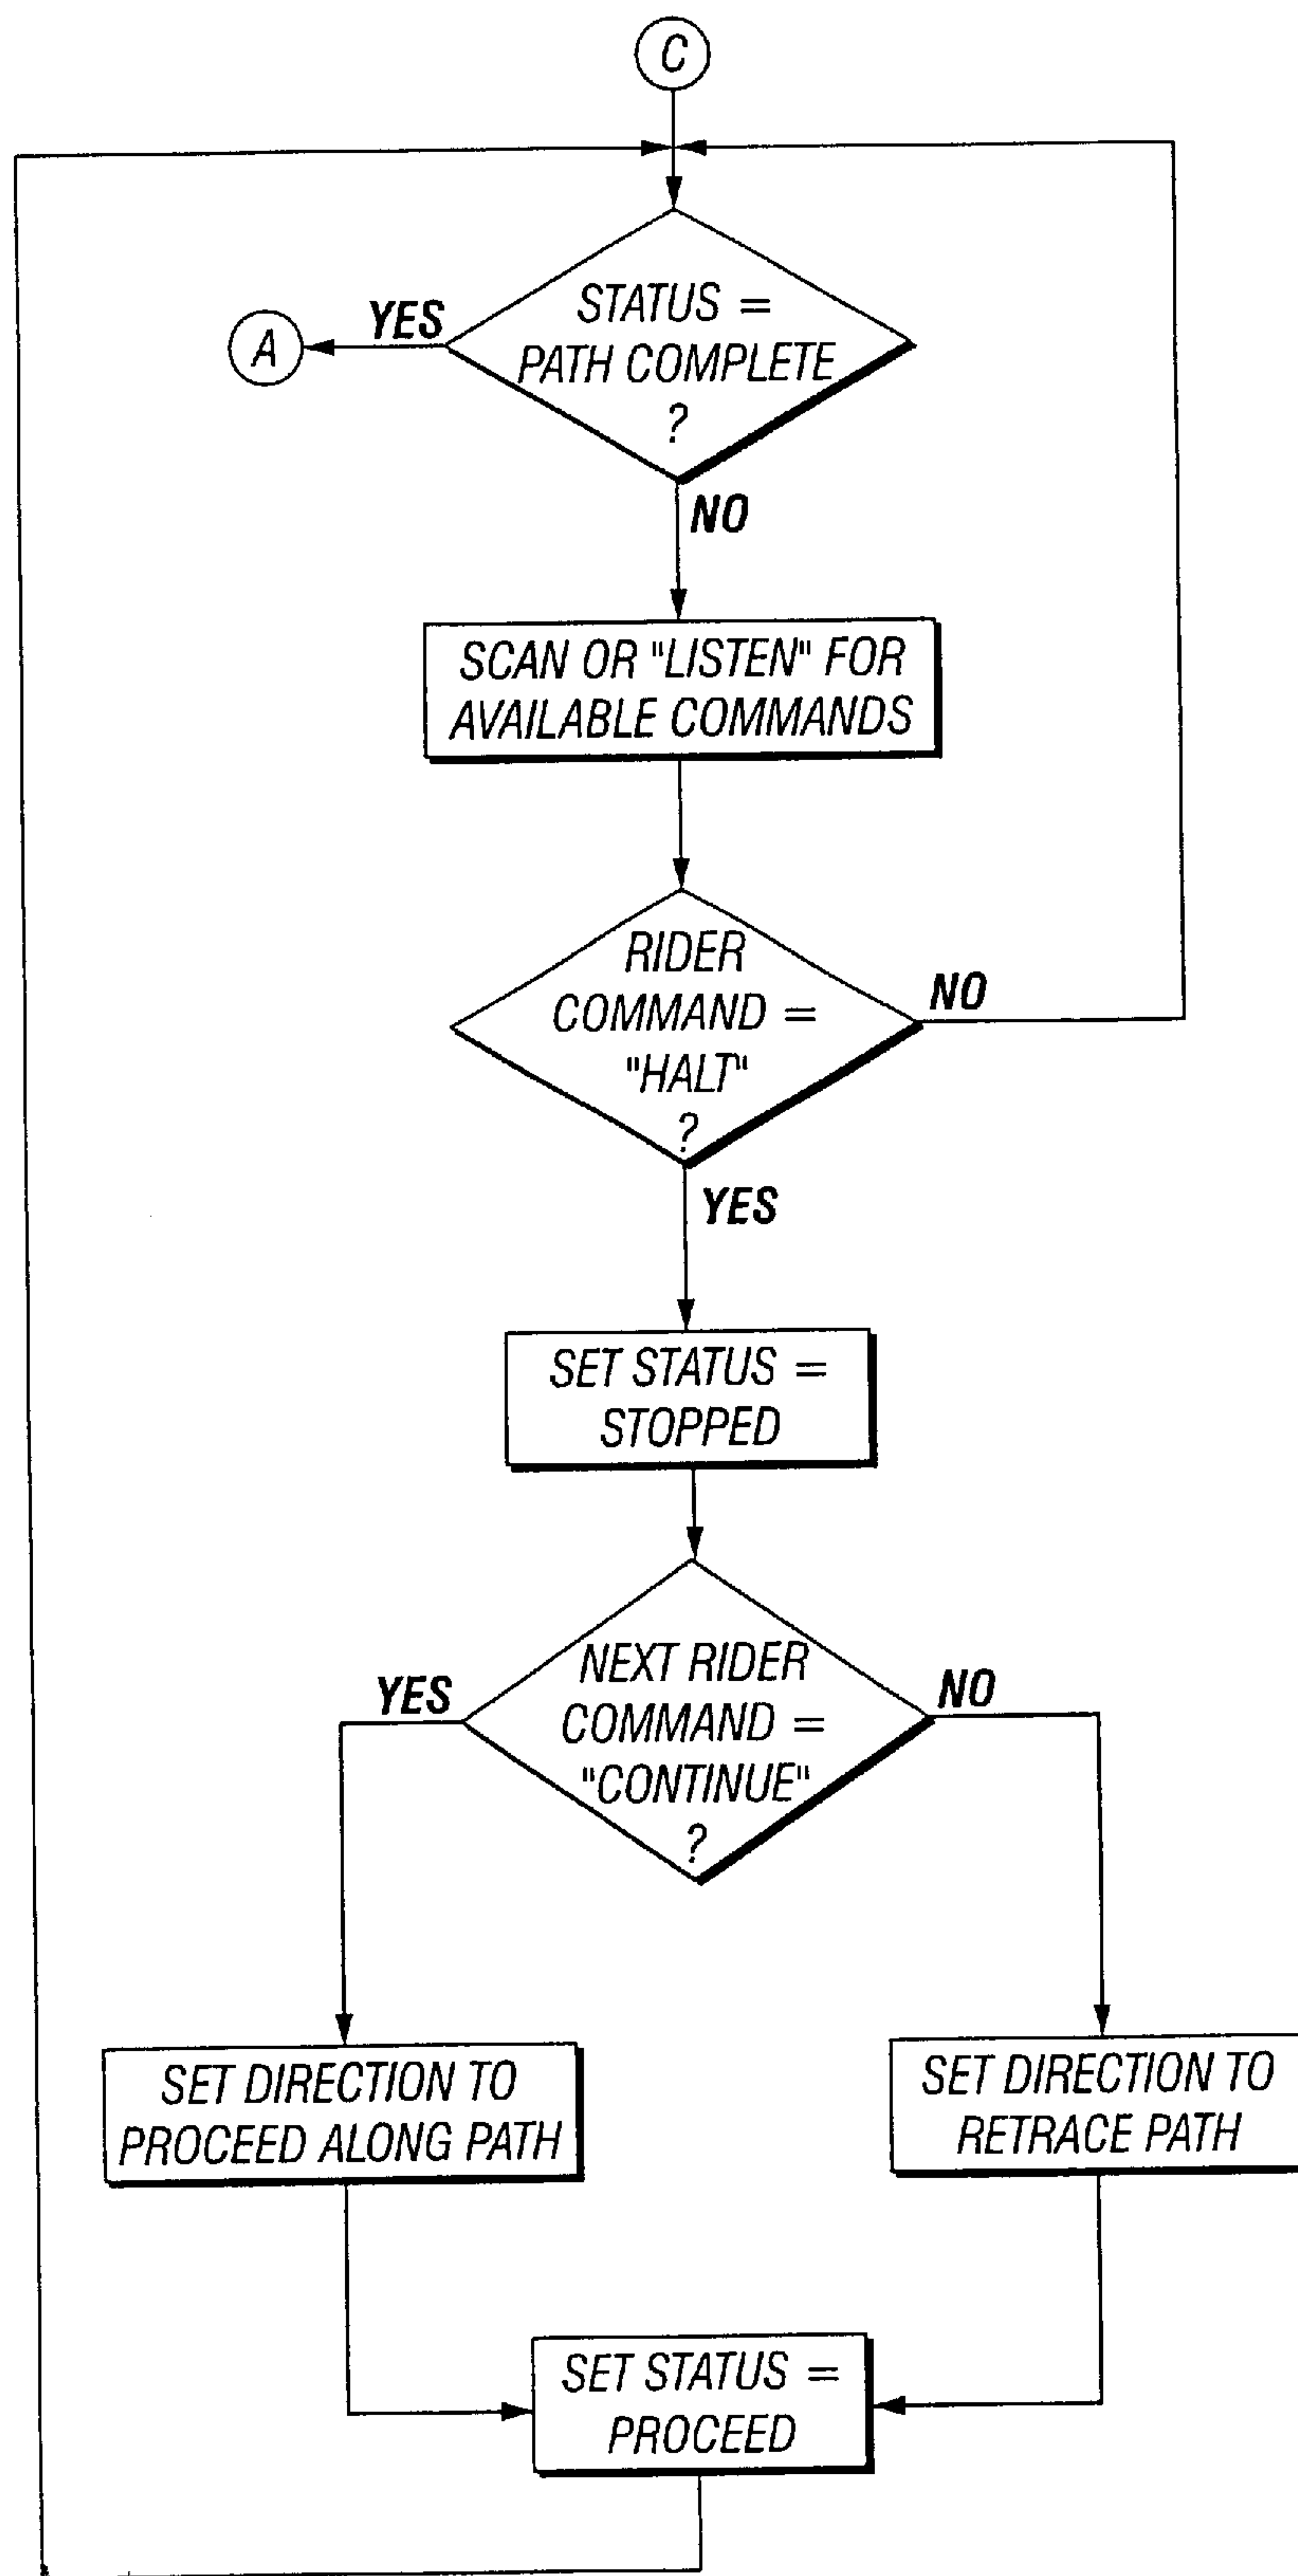 C
STATUS =
PATH COMPLETE
?
YES
A
NO
SCAN OR "LISTEN" FOR
AVAILABLE COMMANDS
RIDER
COMMAND =
"HALT"
?
NO
YES
SET STATUS =
STOPPED
NEXT RIDER
COMMAND =
"CONTINUE"
?
YES
NO
SET DIRECTION TO
PROCEED ALONG PATH
SET DIRECTION TO
RETRACE PATH
SET STATUS =
PROCEED